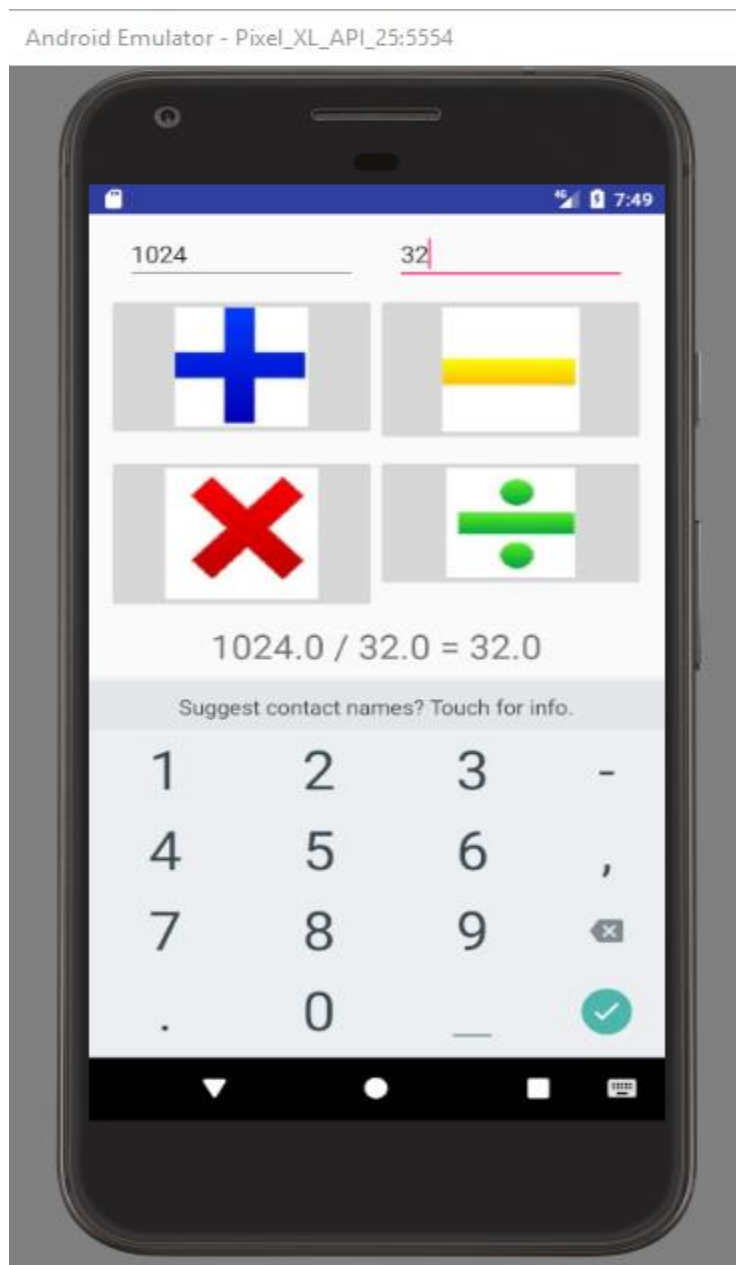 Android Emulator - Pixel_XL_API_25:5554
4G 7:49
1024 32
1024.0 / 32.0 = 32.0
Suggest contact names? Touch for info.
1 2 3 -
4 5 6 ,
7 8 9
. 0 _